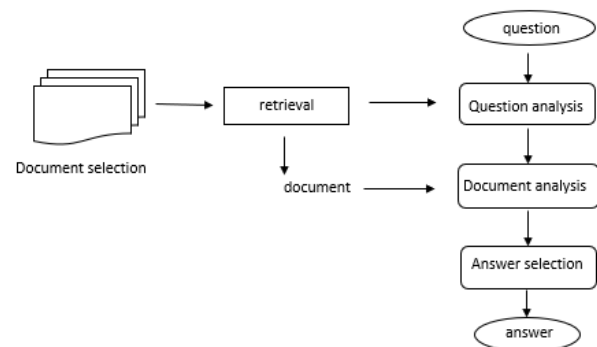 question
retrieval
Question analysis
Document selection
document
Document analysis
Answer selection
answer